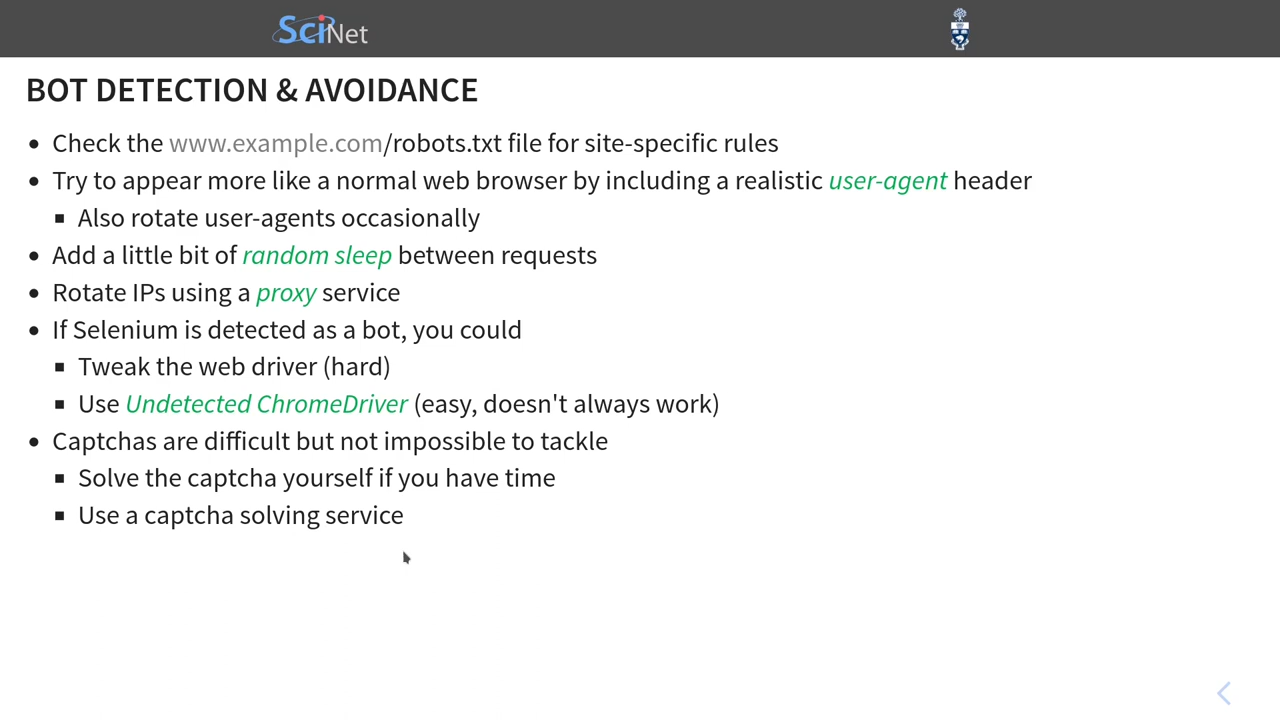 SciNet
BOT DETECTION & AVOIDANCE
• Check the www.example.com/robots.txt file for site-specific rules
• Try to appear more like a normal web browser by including a realistic user-agent header
▪ Also rotate user-agents occasionally
• Add a little bit of random sleep between requests
• Rotate IPs using a proxy service
• If Selenium is detected as a bot, you could
▪ Tweak the web driver (hard)
▪ Use Undetected ChromeDriver (easy, doesn't always work)
• Captchas are difficult but not impossible to tackle
▪ Solve the captcha yourself if you have time
▪ Use a captcha solving service